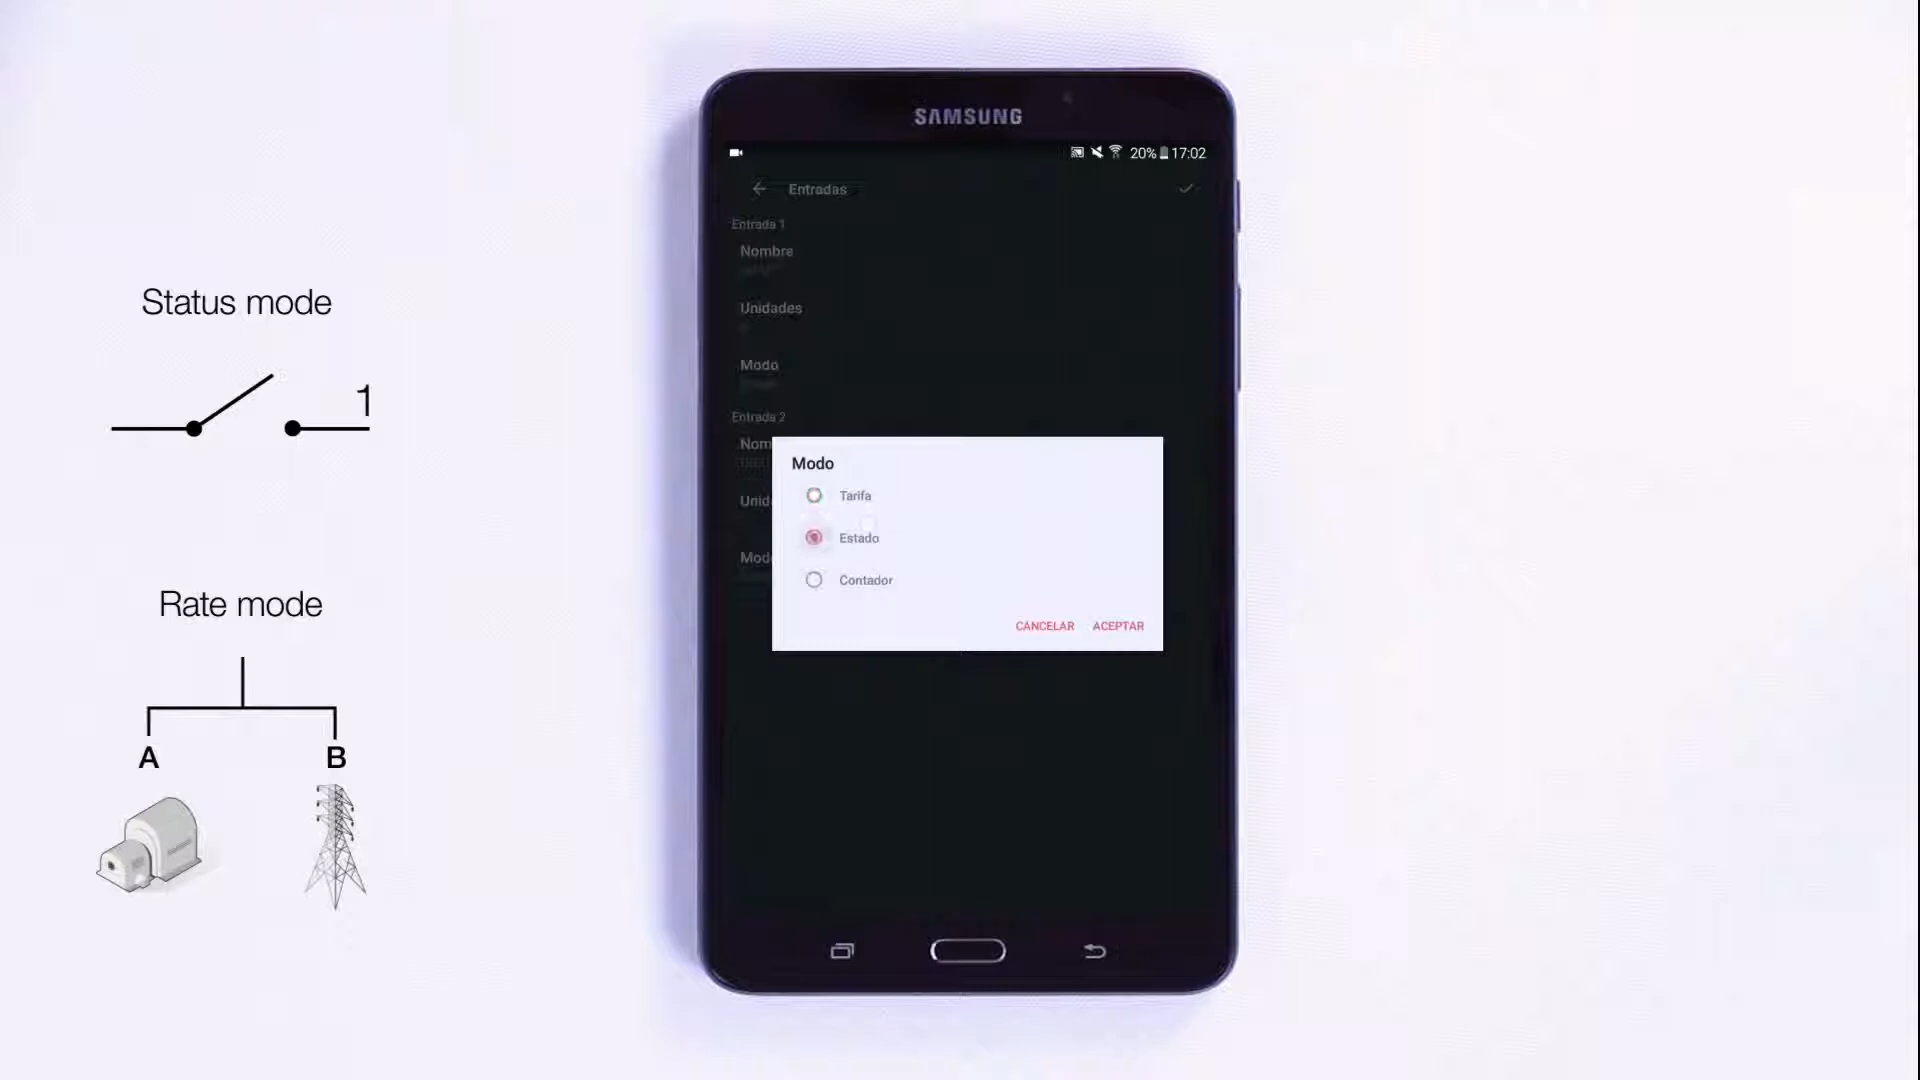 SAMSUNG
20% 17:02
Entradas
Entrada 1
Nombre
Unidades
Modo
Entrada 2
Nom
Unid
Mod
Modo
Tarifa
Estado
Contador
CANCELAR ACEPTAR
Status mode
1
Rate mode
A B